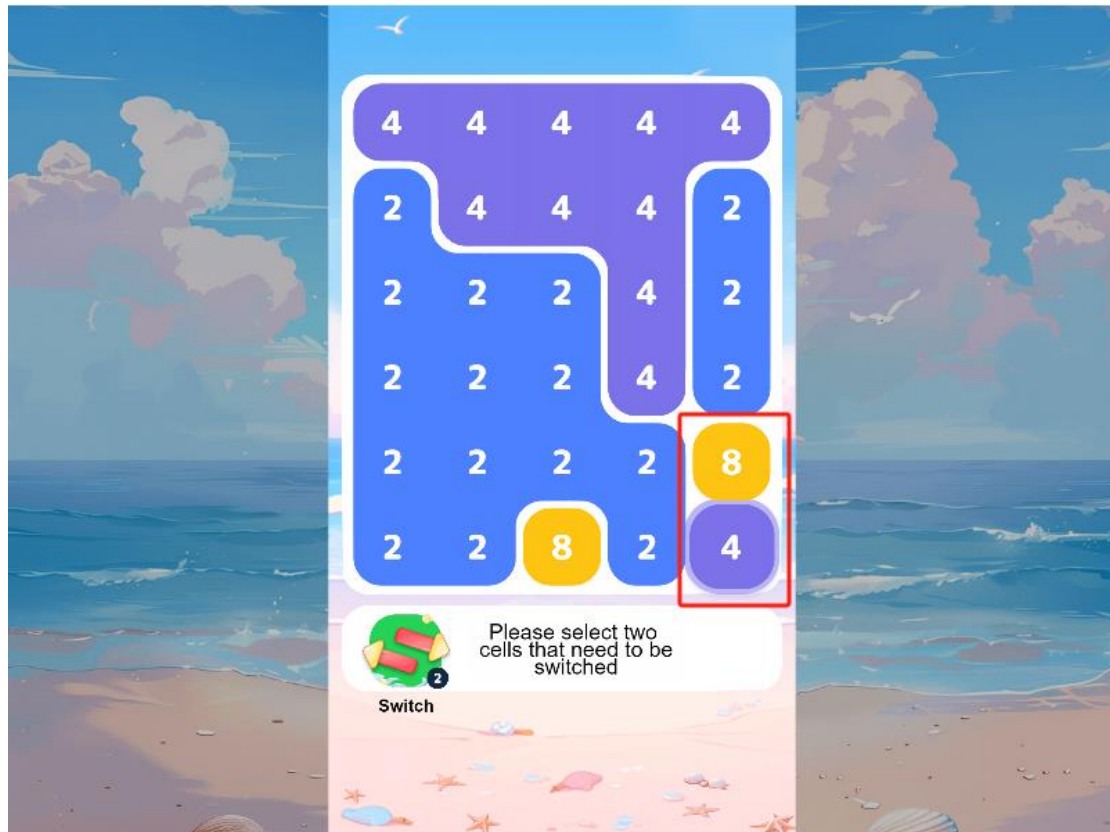 4 4 4 4 4
2 4 4 4 2
2 2 2 4 2
2 2 2 4 2
2 2 2 2 8
2 2 8 2 4
Please select two
cells that need to be
switched
2
Switch